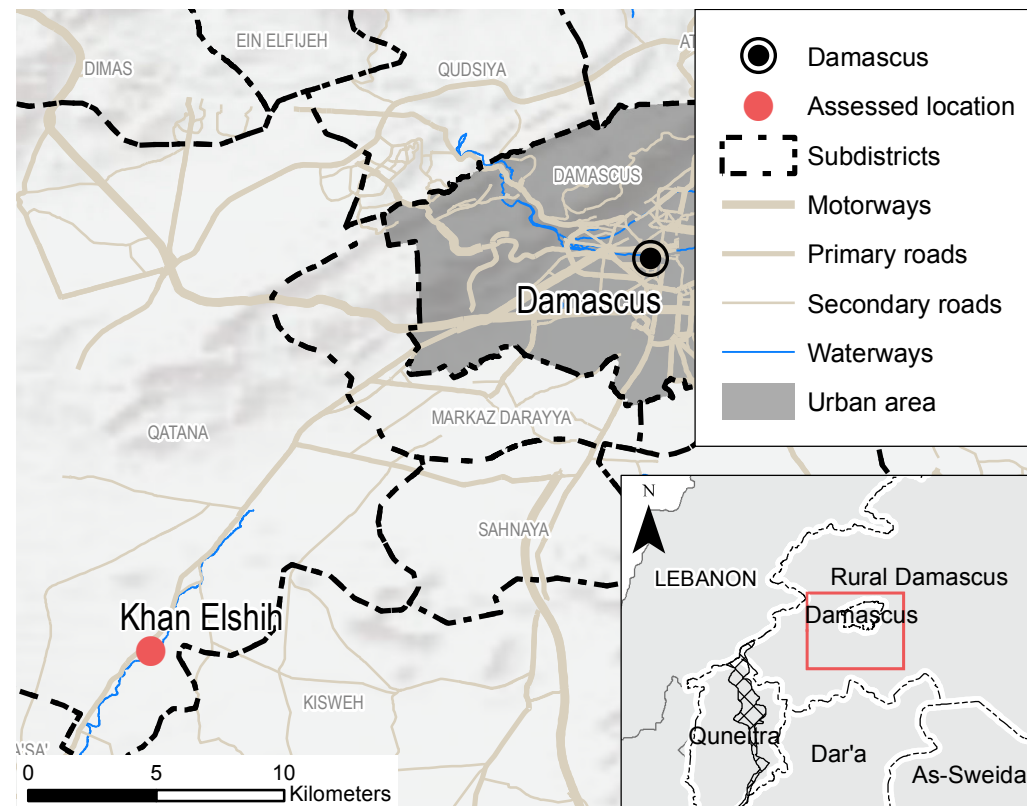 EIN ELFIJEH
DIMAS
QUDSIYA
DAMASCUS
Damascus
MARKAZ DARAYYA
QATANA
SAHNAYA
Khan Elshih
KISWEH
A'SA'
0 5 10
Kilometers
Damascus
Assessed location
Subdistricts
Motorways
Primary roads
Secondary roads
Waterways
Urban area
N
LEBANON
Rural Damascus
Damascus
Quneitra
Dar'a
As-Sweida